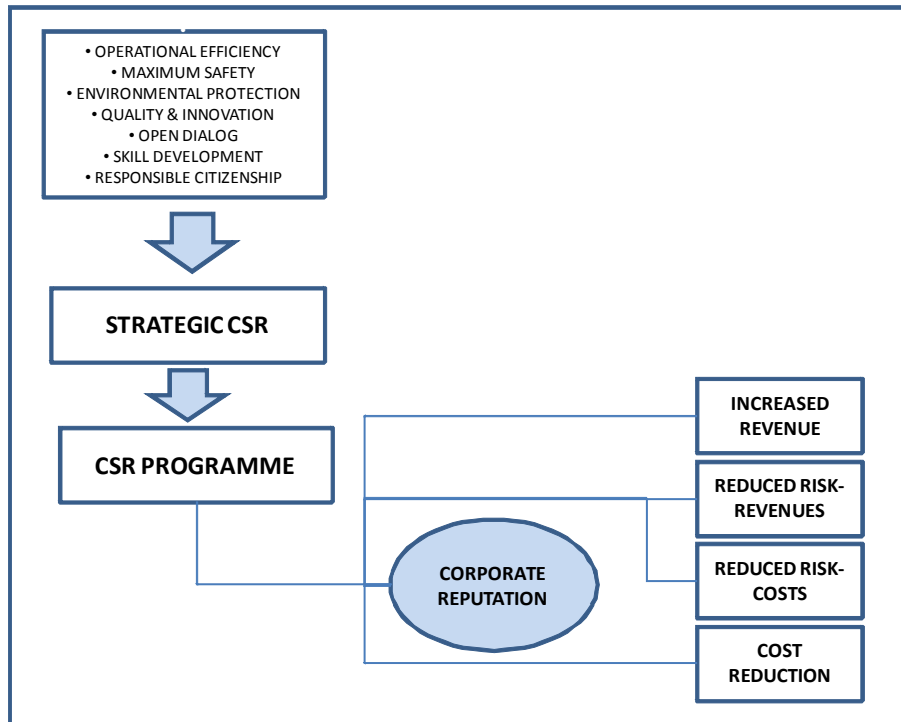 • OPERATIONAL EFFICIENCY
• MAXIMUM SAFETY
• ENVIRONMENTAL PROTECTION
• QUALITY & INNOVATION
• OPEN DIALOG
• SKILL DEVELOPMENT
• RESPONSIBLE CITIZENSHIP
STRATEGIC CSR
CSR PROGRAMME
CORPORATE
REPUTATION
INCREASED
REVENUE
REDUCED RISK-
REVENUES
REDUCED RISK-
COSTS
COST
REDUCTION